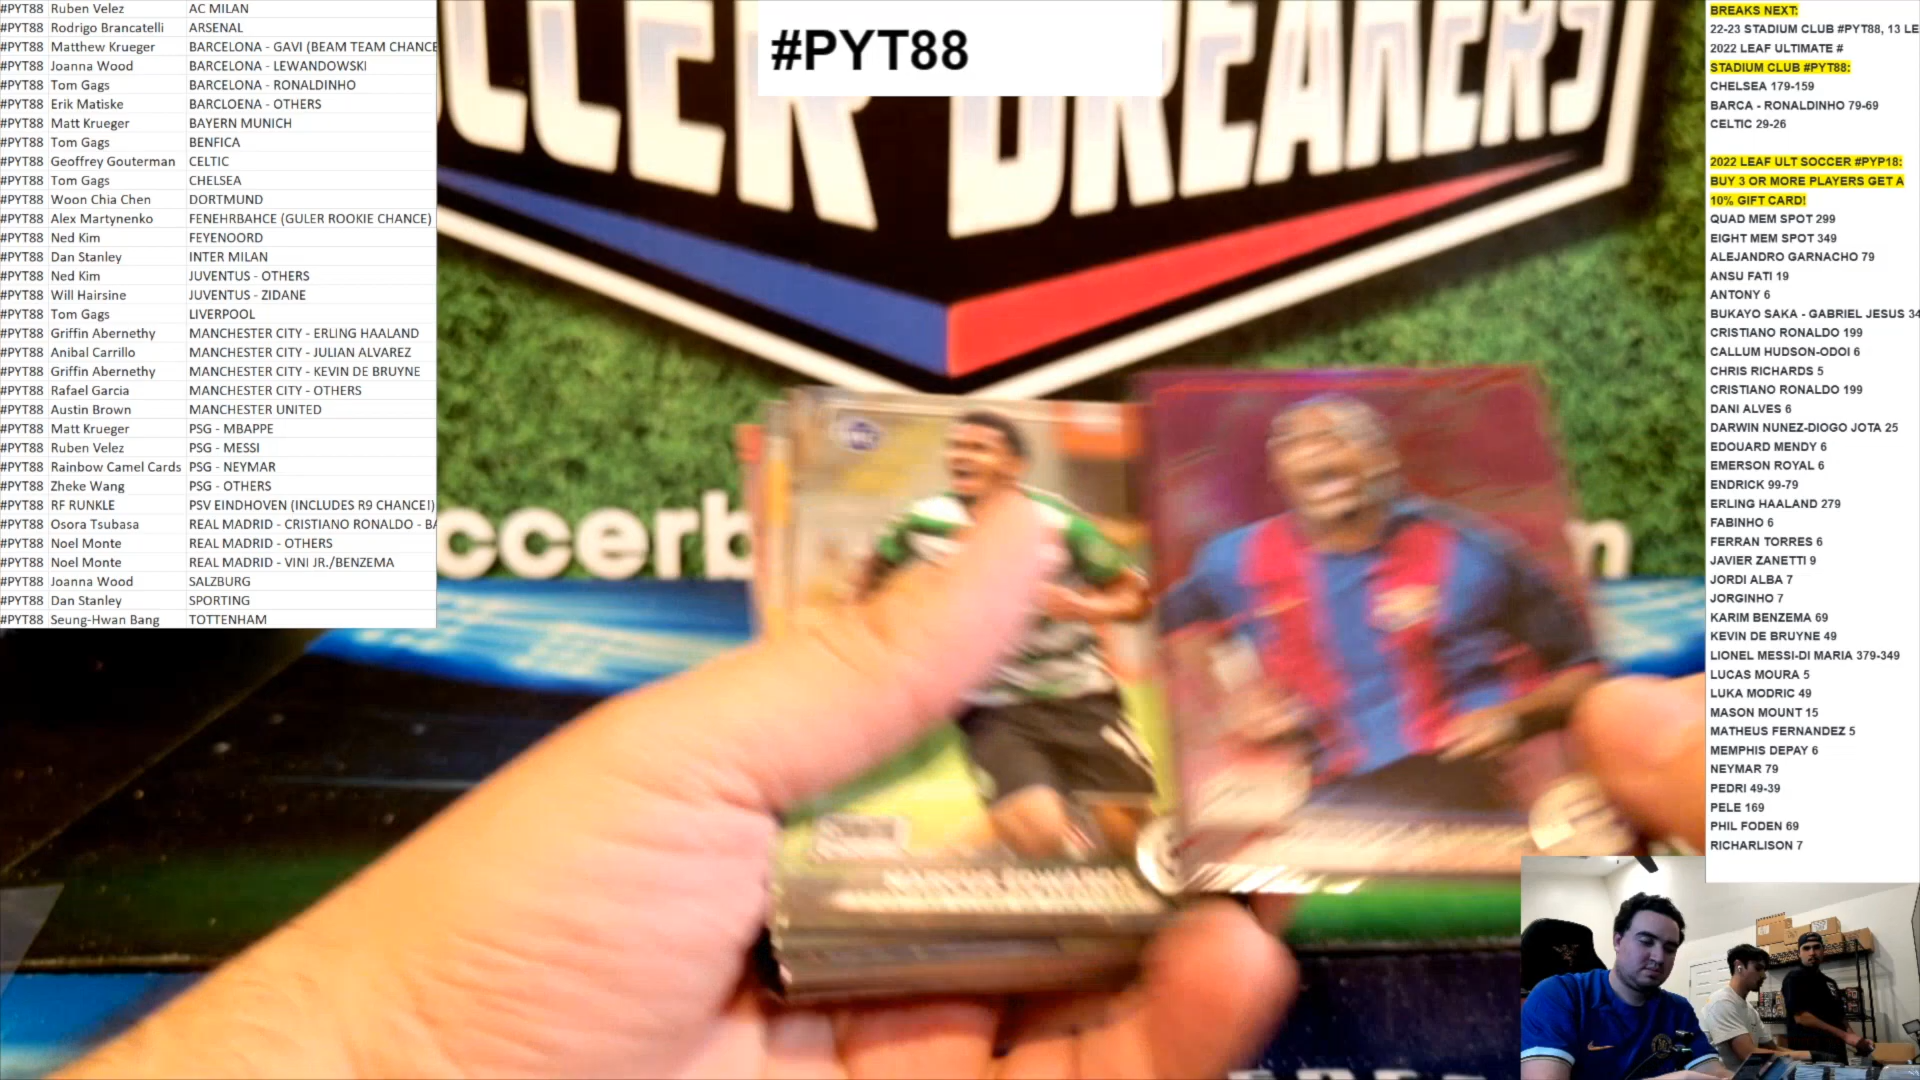 #PYT88 Ruben Velez AC MILAN
#PYT88 Rodrigo Brancatelli ARSENAL
#PYT88 Matthew Krueger BARCELONA - GAVI (BEAM TEAM CHANCE
#PYT88 Joanna Wood BARCELONA - LEWANDOWSKI
#PYT88 Tom Gags BARCELONA - RONALDINHO
#PYT88 Erik Matiske BARCLOENA - OTHERS
#PYT88 Matt Krueger BAYERN MUNICH
#PYT88 Tom Gags BENFICA
#PYT88 Geoffrey Gouterman CELTIC
#PYT88 Tom Gags CHELSEA
#PYT88 Woon Chia Chen DORTMUND
#PYT88 Alex Martynenko FENEHRBAHCE (GULER ROOKIE CHANCE)
#PYT88 Ned Kim FEYENOORD
#PYT88 Dan Stanley INTER MILAN
#PYT88 Ned Kim JUVENTUS - OTHERS
#PYT88 Will Hairsine JUVENTUS - ZIDANE
#PYT88 Tom Gags LIVERPOOL
#PYT88 Griffin Abernethy MANCHESTER CITY - ERLING HAALAND
#PYT88 Anibal Carrillo MANCHESTER CITY - JULIAN ALVAREZ
#PYT88 Griffin Abernethy MANCHESTER CITY - KEVIN DE BRUYNE
#PYT88 Rafael Garcia MANCHESTER CITY - OTHERS
#PYT88 Austin Brown MANCHESTER UNITED
#PYT88 Matt Krueger PSG - MBAPPE
#PYT88 Ruben Velez PSG - MESSI
#PYT88 Rainbow Camel Cards PSG - NEYMAR
#PYT88 Zheke Wang PSG - OTHERS
#PYT88 RF RUNKLE PSV EINDHOVEN (INCLUDES R9 CHANCE!)
#PYT88 Osora Tsubasa REAL MADRID - CRISTIANO RONALDO - BA
#PYT88 Noel Monte REAL MADRID - OTHERS
#PYT88 Noel Monte REAL MADRID - VINI JR./BENZEMA
#PYT88 Joanna Wood SALZBURG
#PYT88 Dan Stanley SPORTING
#PYT88 Seung-Hwan Bang TOTTENHAM
#PYT88
CCER BREAKERS
ccerb
n
MARCUS EDWARDS
BREAKS NEXT:
22-23 STADIUM CLUB #PYT88, 13 LE
2022 LEAF ULTIMATE #
STADIUM CLUB #PYT88:
CHELSEA 179-159
BARCA - RONALDINHO 79-69
CELTIC 29-26
2022 LEAF ULT SOCCER #PYP18:
BUY 3 OR MORE PLAYERS GET A
10% GIFT CARD!
QUAD MEM SPOT 299
EIGHT MEM SPOT 349
ALEJANDRO GARNACHO 79
ANSU FATI 19
ANTONY 6
BUKAYO SAKA - GABRIEL JESUS 34
CRISTIANO RONALDO 199
CALLUM HUDSON-ODOI 6
CHRIS RICHARDS 5
CRISTIANO RONALDO 199
DANI ALVES 6
DARWIN NUNEZ-DIOGO JOTA 25
EDOUARD MENDY 6
EMERSON ROYAL 6
ENDRICK 99-79
ERLING HAALAND 279
FABINHO 6
FERRAN TORRES 6
JAVIER ZANETTI 9
JORDI ALBA 7
JORGINHO 7
KARIM BENZEMA 69
KEVIN DE BRUYNE 49
LIONEL MESSI-DI MARIA 379-349
LUCAS MOURA 5
LUKA MODRIC 49
MASON MOUNT 15
MATHEUS FERNANDEZ 5
MEMPHIS DEPAY 6
NEYMAR 79
PEDRI 49-39
PELE 169
PHIL FODEN 69
RICHARLISON 7